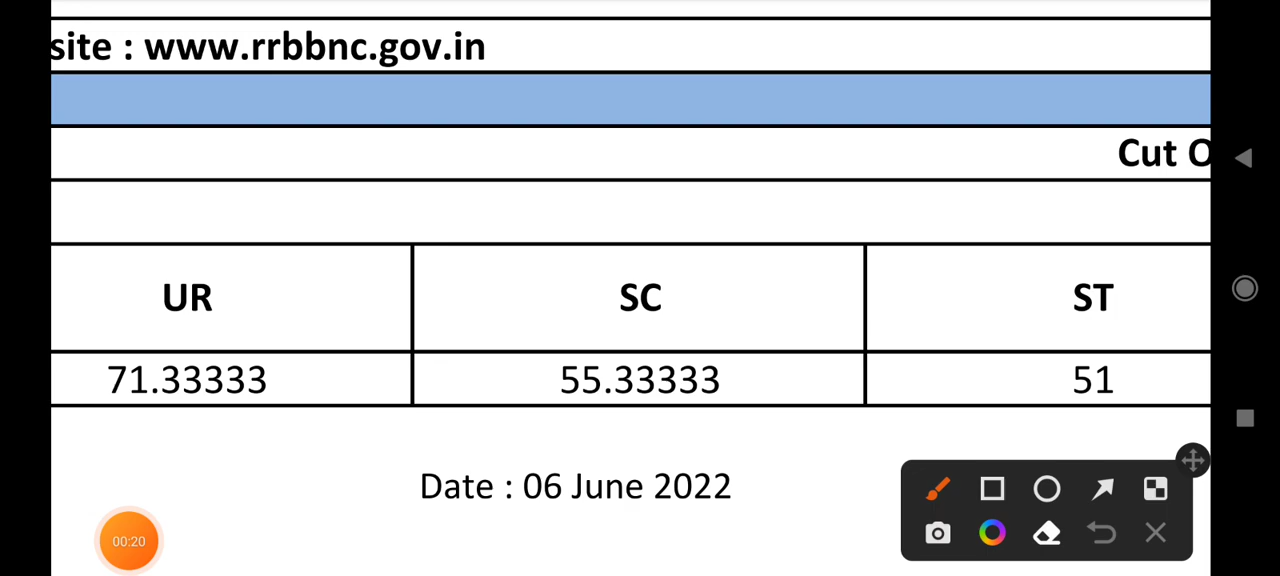 site : www.rrbbnc.gov.in
Cut O
UR SC ST
71.33333 55.33333 51
Date : 06 June 2022
00:20